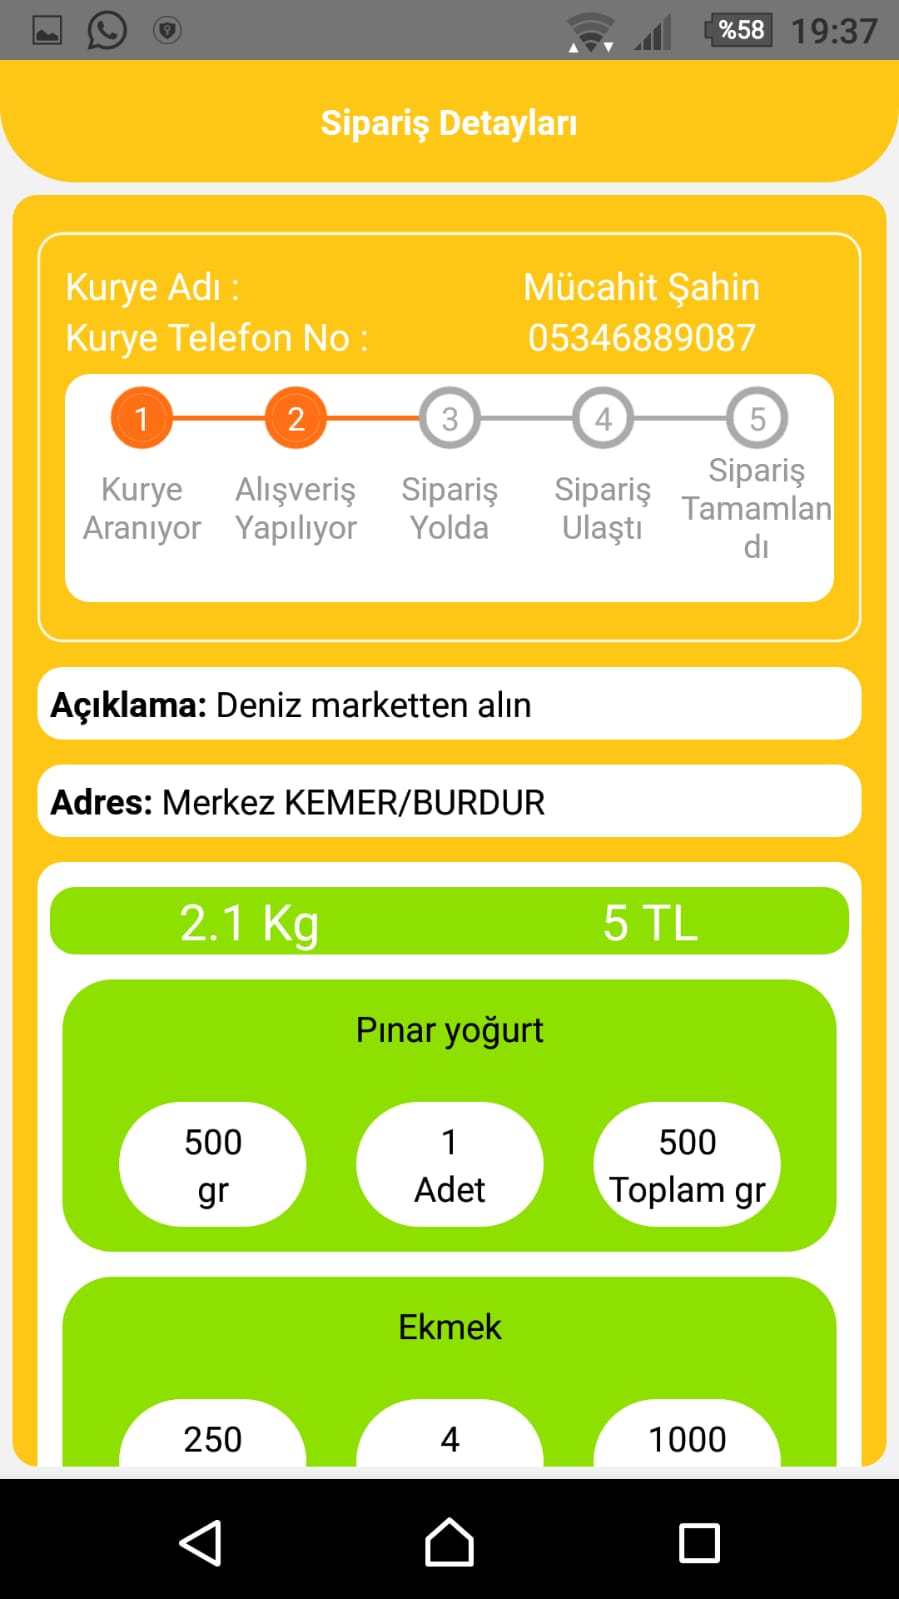 %58 19:37
Sipariş Detayları
Kurye Adı : Mücahit Şahin
Kurye Telefon No : 05346889087
1 2 3 4 5
Kurye Aranıyor
Alışveriş Yapılıyor
Sipariş Yolda
Sipariş Ulaştı
Sipariş Tamamlandı
Açıklama: Deniz marketten alın
Adres: Merkez KEMER/BURDUR
2.1 Kg 5 TL
Pınar yoğurt
500 1 500
gr Adet Toplam gr
Ekmek
250 4 1000